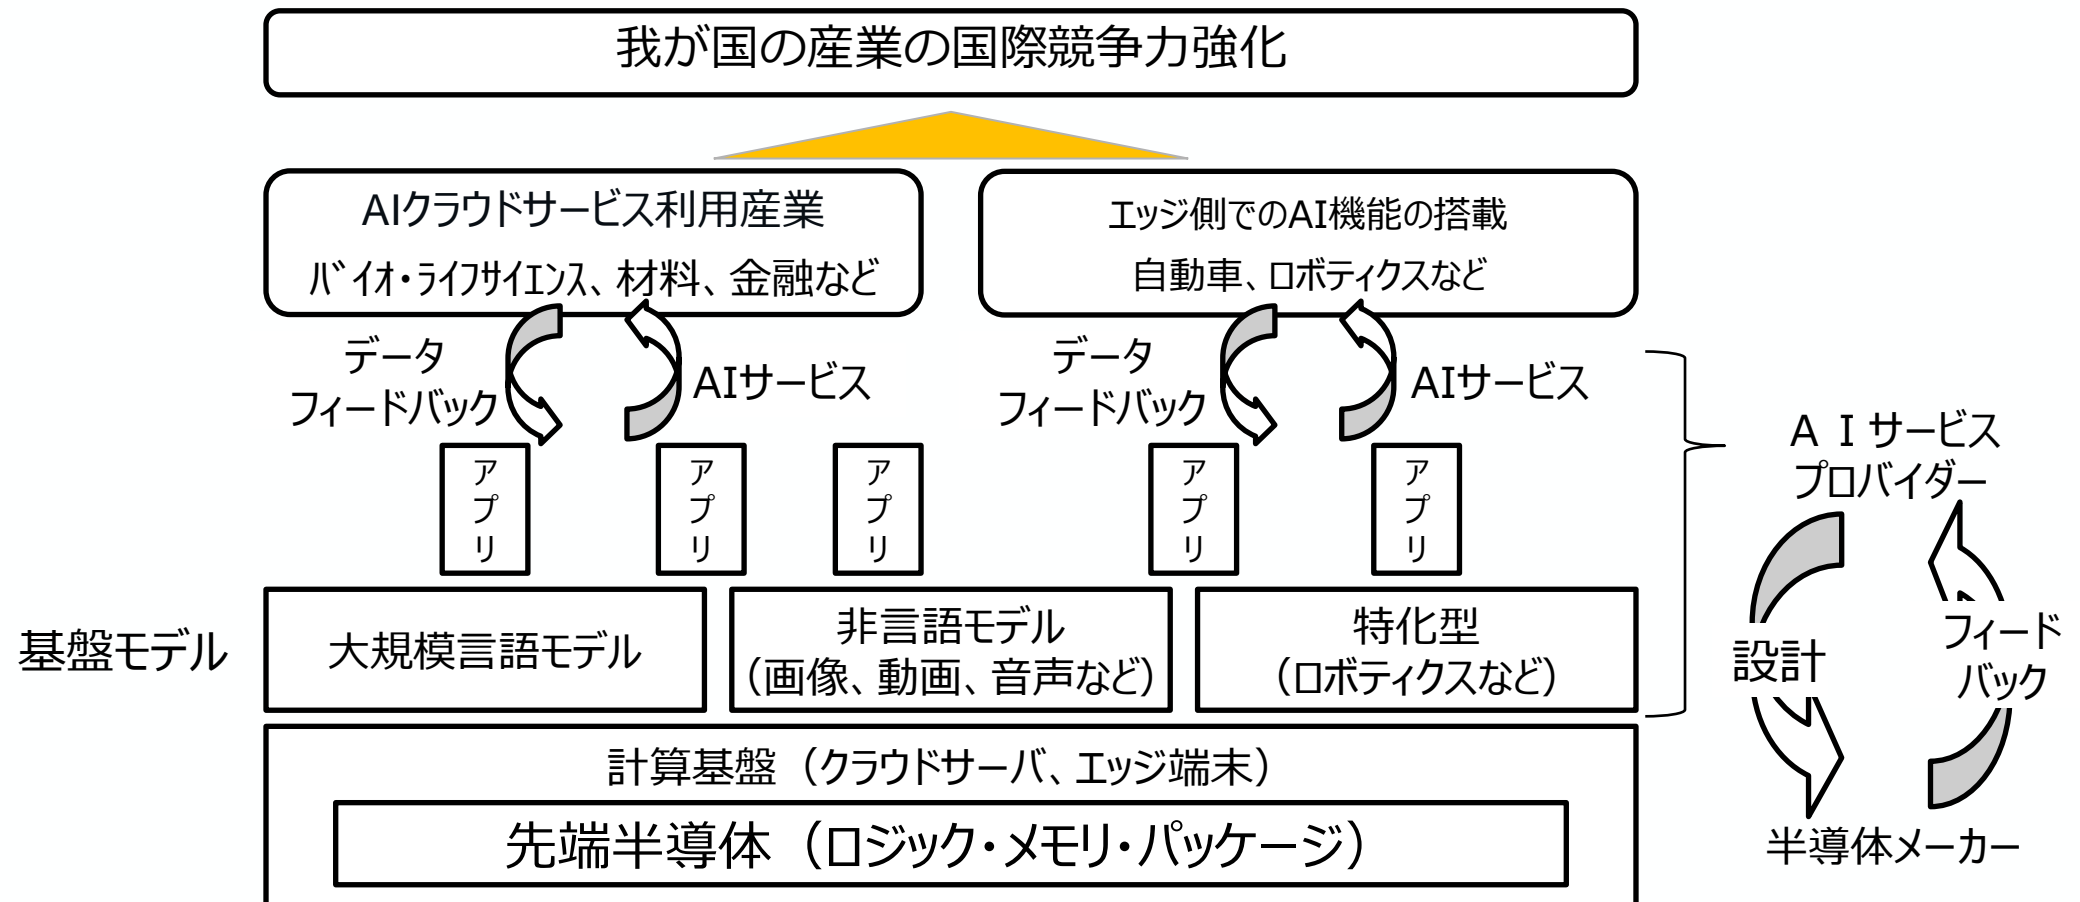 我が国の産業の国際競争力強化
AIクラウドサービス利用産業
バイオ・ライフサイエンス、材料、金融など
エッジ側でのAI機能の搭載
自動車、ロボティクスなど
データ
フィードバック
AIサービス
データ
フィードバック
AIサービス
アプリ
アプリ
アプリ
アプリ
アプリ
基盤モデル
大規模言語モデル
非言語モデル
（画像、動画、音声など）
特化型
（ロボティクスなど）
計算基盤（クラウドサーバ、エッジ端末）
先端半導体（ロジック・メモリ・パッケージ）
ＡＩサービス
プロバイダー
設計
フィード
バック
半導体メーカー